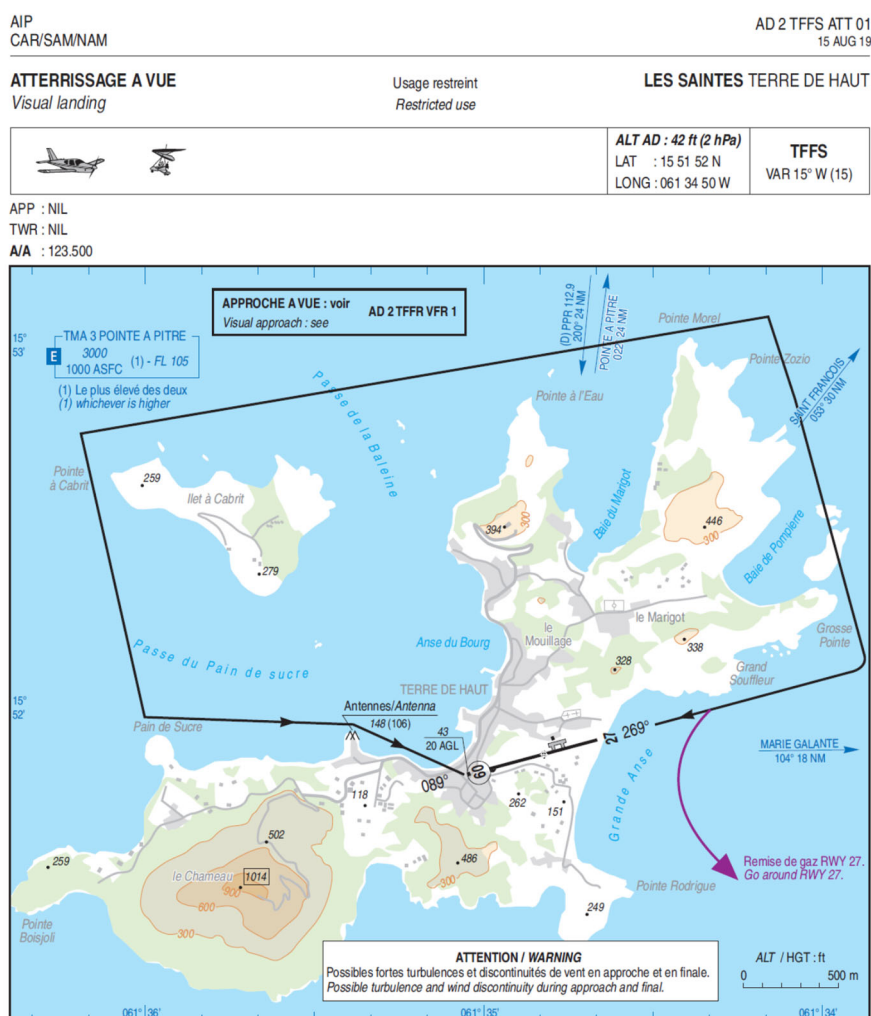 AIP
CAR/SAM/NAM
AD 2 TFFS ATT 01
15 AUG 19
ATTERRISSAGE A VUE
Visual landing
Usage restreint
Restricted use
LES SAINTES TERRE DE HAUT
ALT AD : 42 ft (2 hPa)
LAT : 15 51 52 N
LONG : 061 34 50 W
TFFS
VAR 15° W (15)
APP : NIL
TWR : NIL
A/A : 123.500
APPROCHE A VUE : voir
Visual approach : see
AD 2 TFFR VFR 1
(D) PPR 112,9
200° 24 NM
POINTE A PITRE
022° 24 NM
Pointe Morel
15°
53'
E
TMA 3 POINTE A PITRE
3000
1000 ASFC
(1) - FL 105
(1) Le plus élevé des deux
(1) whichever is higher
Passe de la Baleine
Pointe à l'Eau
Pointe Zozio
SAINT FRANCOIS
053° 30 NM
Pointe
à Cabrit
259
Ilet à Cabrit
279
394
300
Baie du Marigot
446
300
Baie de Pompierre
Passe du Pain de sucre
Anse du Bourg
le
Mouillage
le Marigot
338
328
Grosse
Pointe
Grand
Souffleur
15°
52'
TERRE DE HAUT
Antennes/Antenna
148 (106)
Pain de Sucre
43
20 AGL
09
089°
27
269°
Grande Anse
MARIE GALANTE
104° 18 NM
118
262
151
502
259
le Chameau
1014
900
600
300
486
300
249
Pointe Rodrigue
Pointe
Boisjoli
Remise de gaz RWY 27.
Go around RWY 27.
ATTENTION / WARNING
Possibles fortes turbulences et discontinuités de vent en approche et en finale.
Possible turbulence and wind discontinuity during approach and final.
ALT / HGT : ft
0 500 m
061° 36'
061° 35'
061° 34'